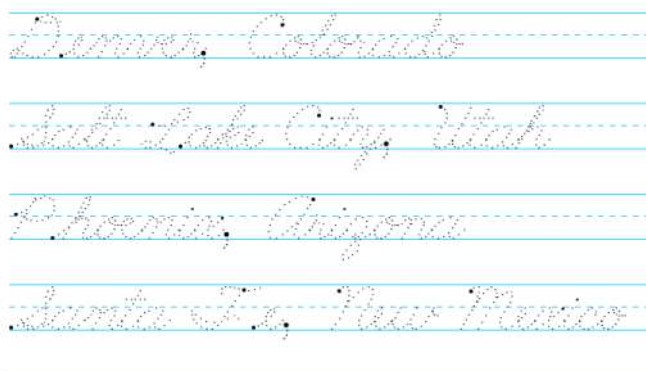 Denver, Colorado
Salt Lake City, Utah
Phoenix, Arizona
Santa Fe, New Mexico